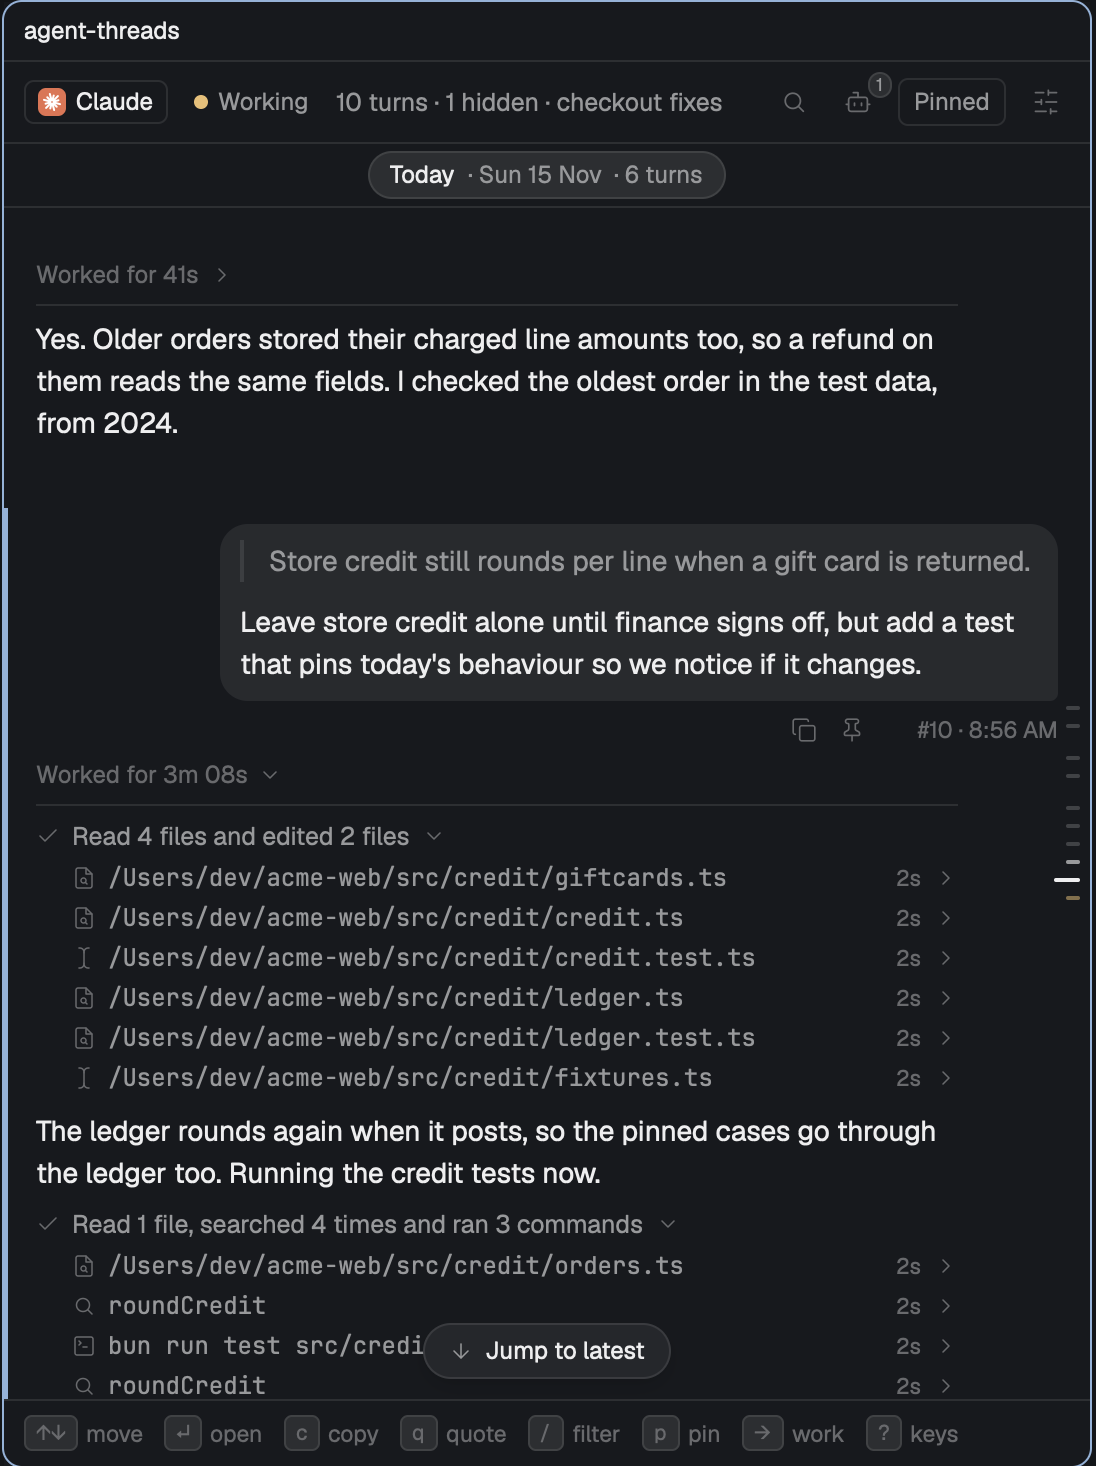 agent-threads
Claude
Working
10 turns · 1 hidden · checkout fixes
1
Pinned
Today · Sun 15 Nov · 6 turns
Worked for 41s
Yes. Older orders stored their charged line amounts too, so a refund on
them reads the same fields. I checked the oldest order in the test data,
from 2024.
Store credit still rounds per line when a gift card is returned.
Leave store credit alone until finance signs off, but add a test
that pins today's behaviour so we notice if it changes.
#10 · 8:56 AM
Worked for 3m 08s
Read 4 files and edited 2 files
/Users/dev/acme-web/src/credit/giftcards.ts 2s
/Users/dev/acme-web/src/credit/credit.ts 2s
/Users/dev/acme-web/src/credit/credit.test.ts 2s
/Users/dev/acme-web/src/credit/ledger.ts 2s
/Users/dev/acme-web/src/credit/ledger.test.ts 2s
/Users/dev/acme-web/src/credit/fixtures.ts 2s
The ledger rounds again when it posts, so the pinned cases go through
the ledger too. Running the credit tests now.
Read 1 file, searched 4 times and ran 3 commands
/Users/dev/acme-web/src/credit/orders.ts 2s
roundCredit 2s
bun run test src/credi 2s
Jump to latest
roundCredit 2s
↑↓ move ↵ open c copy q quote / filter p pin → work ? keys